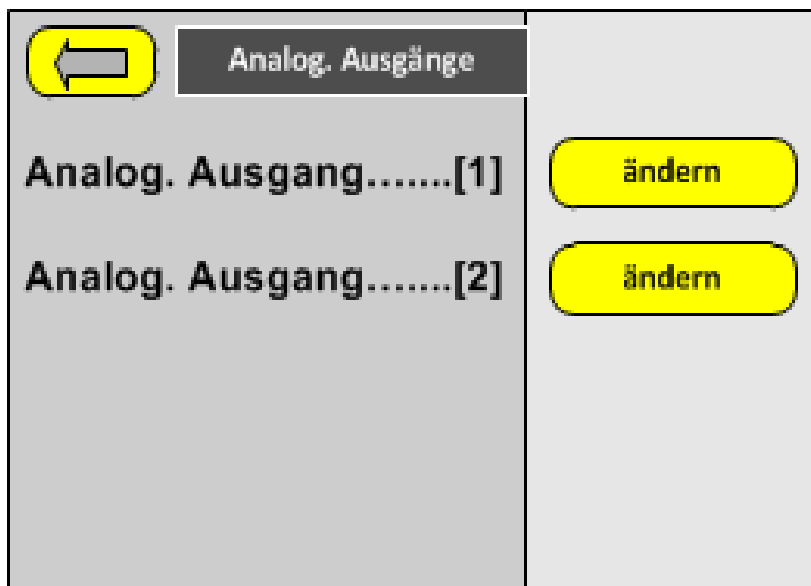 Analog. Ausgänge
Analog. Ausgang.......[1] ändern
Analog. Ausgang.......[2] ändern